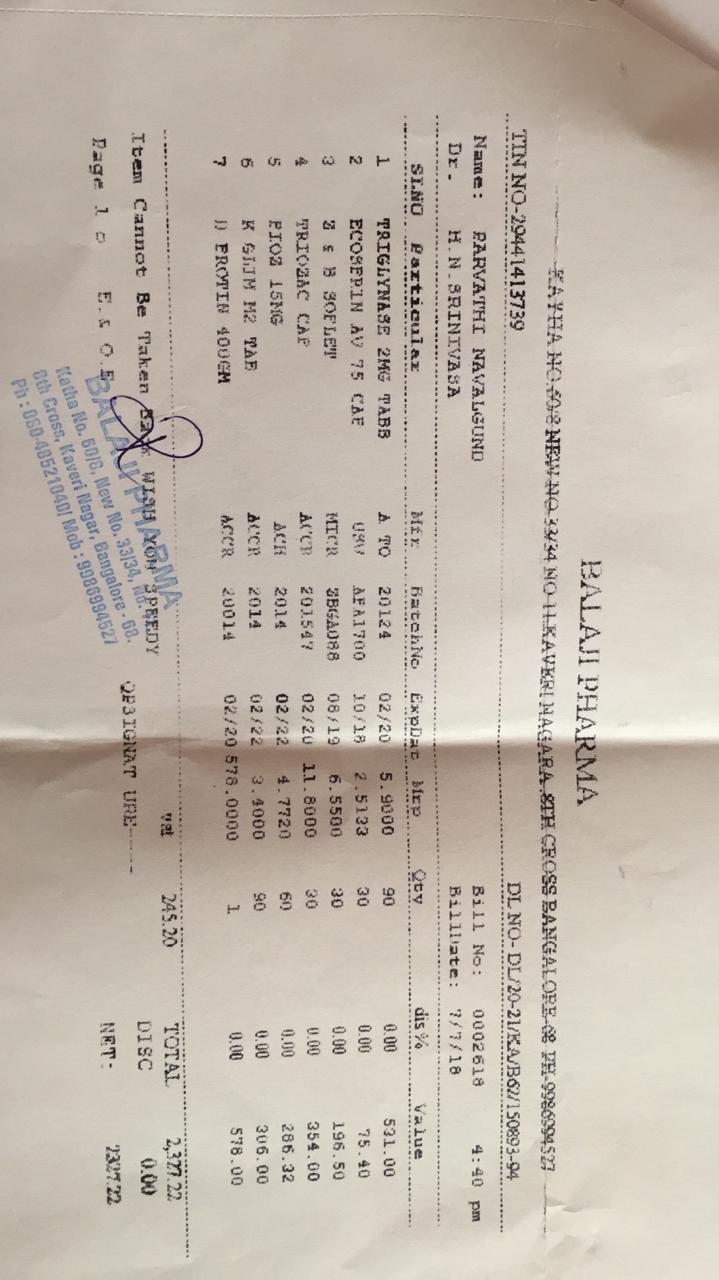 BALAJI PHARMA
KAYHA NO.60/8 NEW NO.33/34 NO 11 KAVERI NAGARA 8TH CROSS BANGALORE-68 PH-9986994527
TIN NO-29441413739 DL NO- DL/20-21/KA/B62/150893-94
Name: PARVATHI NAVALGUND Bill No: 0002618 4:40 pm
Dr. H.N.SRINIVASA BillDate: 7/7/18
SI.NO Particular Mfr BatchNo ExpDat Mrp Qty dis% Value
1 TRIGLYNASE 2MG TABS A TO 20124 02/20 5.9000 90 0.00 531.00
2 ECOSPRIN AV 75 CAP USV AFA1700 10/18 2.5133 30 0.00 75.40
3 Z & B SOFLET MICR ZBGA088 08/19 6.5500 30 0.00 196.50
4 TRIOZAC CAP ACCR 201547 02/20 11.8000 30 0.00 354.00
5 PIOZ 15MG ACH 2014 02/22 4.7720 60 0.00 286.32
6 K GLIM M2 TAB ACCR 2014 02/22 3.4000 90 0.00 306.00
7 D PROTIN 400GM ACCR 20014 02/20 578.0000 1 0.00 578.00
vat 245.20 TOTAL 2,327.22
Item Cannot Be Taken Back WISH YOU SPEEDY DISC 0.00
Page 1 o E.& O.E NET: 2327.22
BALAJI PHARMA
Katha No. 60/8, New No. 33/34, No.
8th Cross, Kaveri Nagar, Bangalore - 68.
Ph : 080-48521040/ Mob : 9986994527